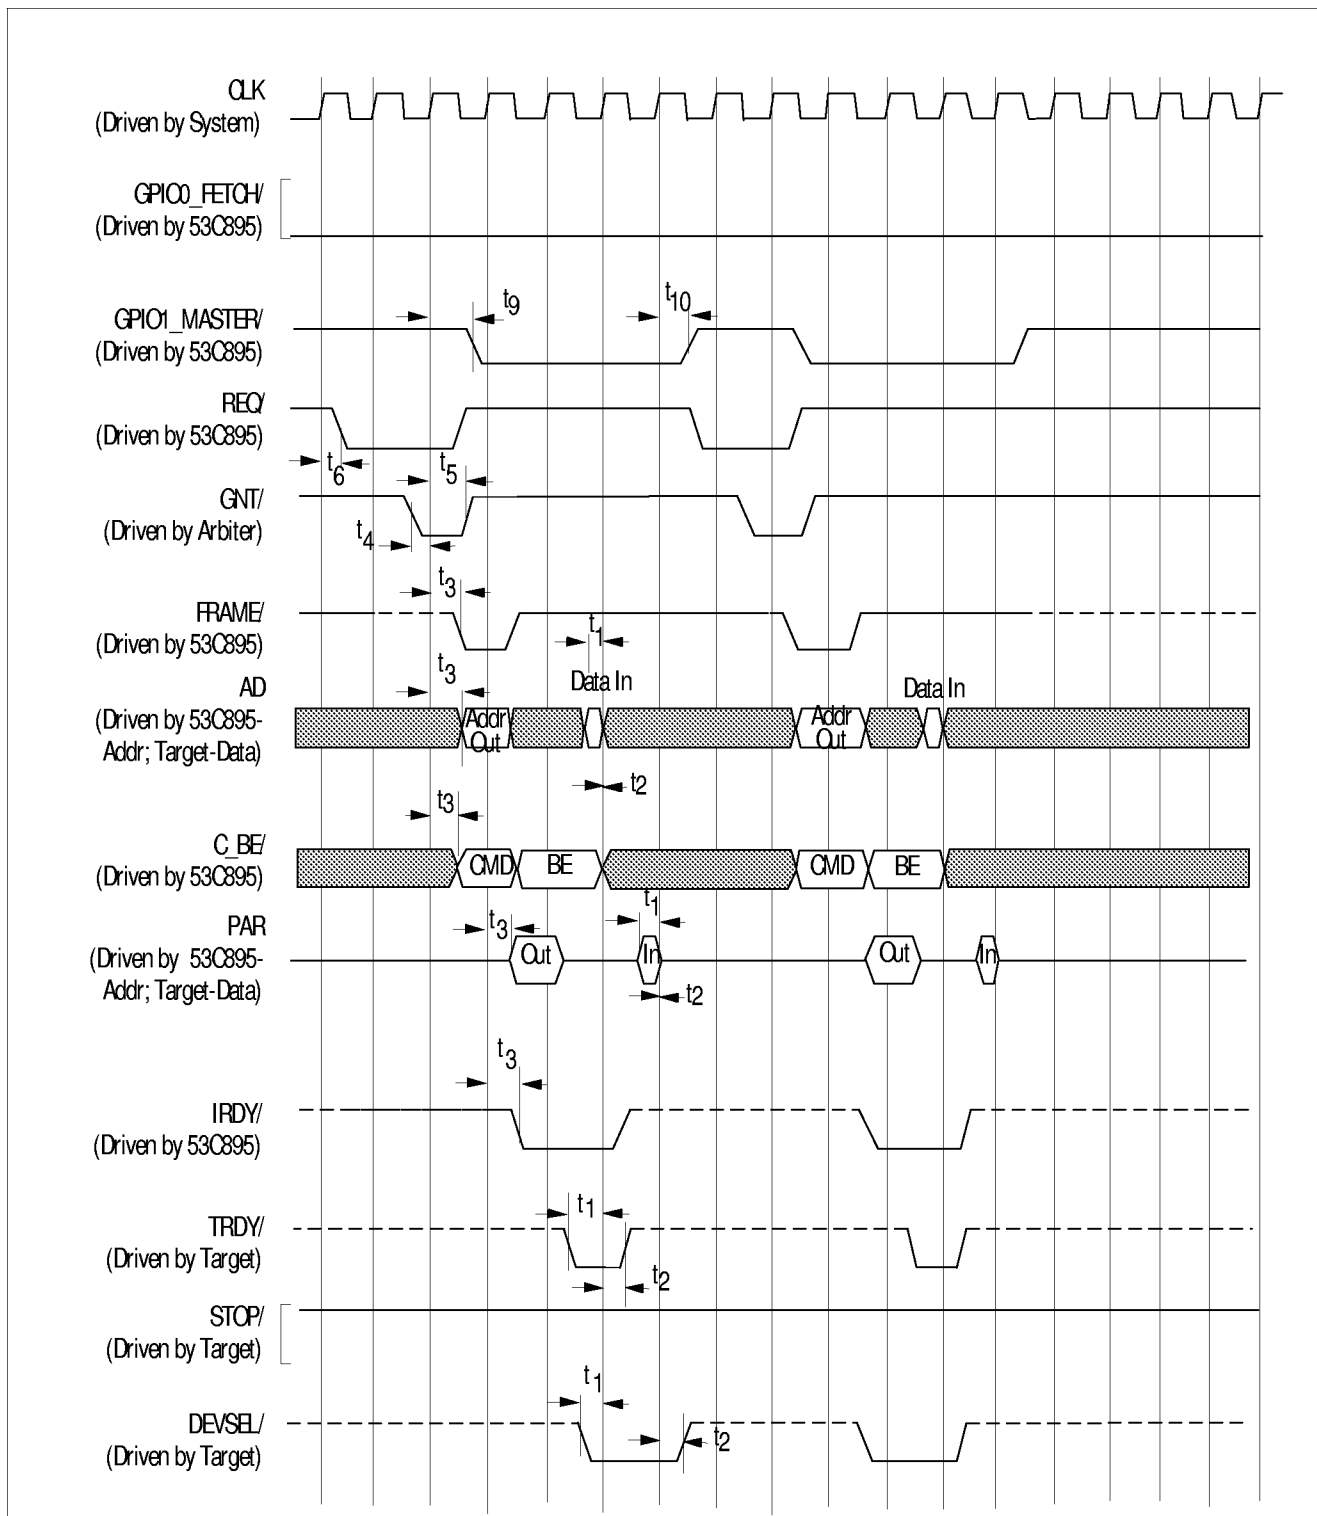 CLK
(Driven by System)
GPIO0_FETCH/
(Driven by 53C895)
t9
t10
GPIO1_MASTER/
(Driven by 53C895)
REQ/
(Driven by 53C895)
t6
t5
GNT/
(Driven by Arbiter)
t4
t3
FRAME/
(Driven by 53C895)
t1
t3
AD
(Driven by 53C895-
Addr; Target-Data)
Data In
Data In
Addr
Out
Addr
Out
t2
t3
C_BE/
(Driven by 53C895)
CMD
BE
CMD
BE
t1
PAR
(Driven by 53C895-
Addr; Target-Data)
t3
Out
In
Out
In
t2
t3
IRDY/
(Driven by 53C895)
t1
TRDY/
(Driven by Target)
t2
STOP/
(Driven by Target)
t1
DEVSEL/
(Driven by Target)
t2